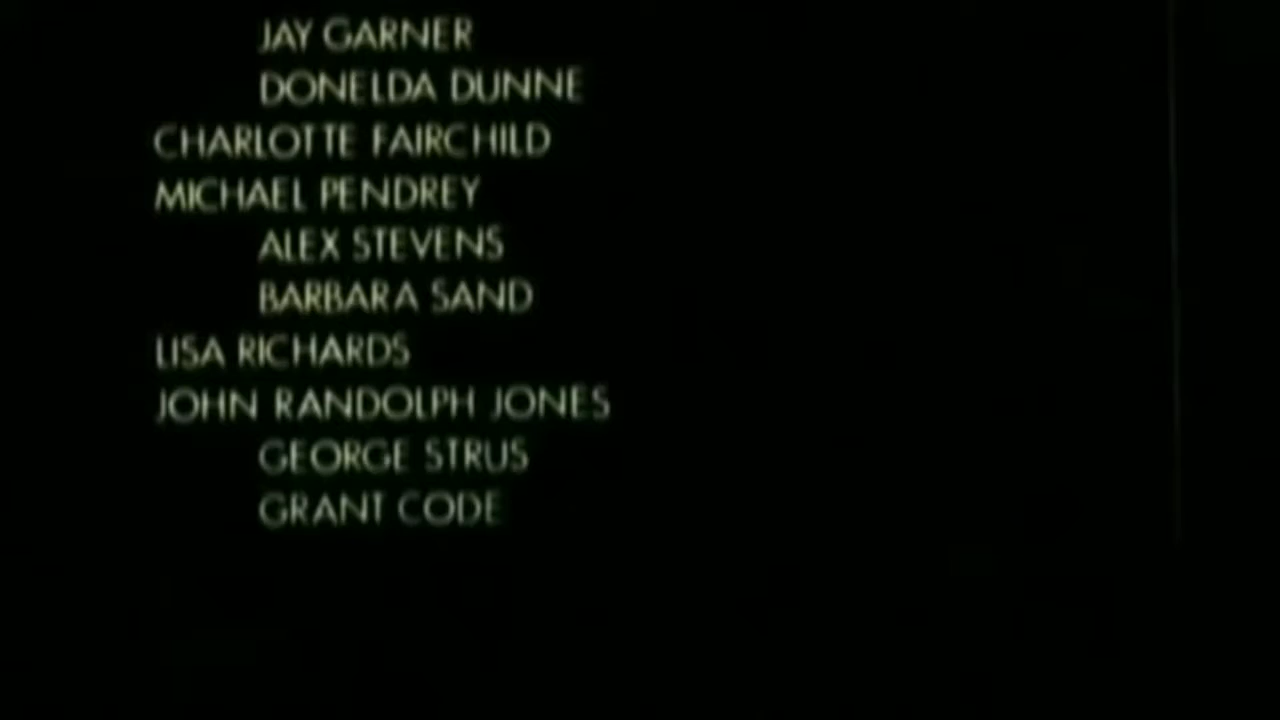 JAY GARNER
DONELDA DUNNE
CHARLOTTE FAIRCHILD
MICHAEL PENDREY
ALEX STEVENS
BARBARA SAND
LISA RICHARDS
JOHN RANDOLPH JONES
GEORGE STRUS
GRANT CODE